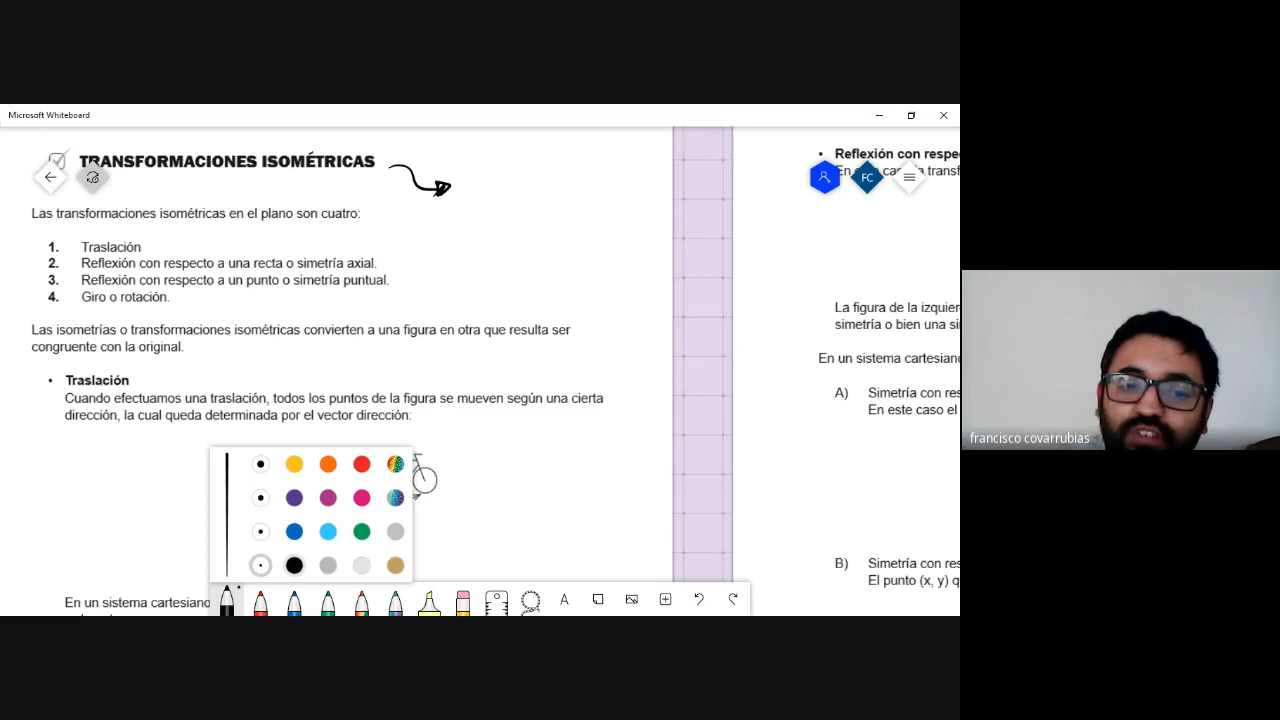 Microsoft Whiteboard
TRANSFORMACIONES ISOMÉTRICAS
Las transformaciones isométricas en el plano son cuatro:
1. Traslación
2. Reflexión con respecto a una recta o simetría axial.
3. Reflexión con respecto a un punto o simetría puntual.
4. Giro o rotación.
Las isometrías o transformaciones isométricas convierten a una figura en otra que resulta ser
congruente con la original.
• Traslación
Cuando efectuamos una traslación, todos los puntos de la figura se mueven según una cierta
dirección, la cual queda determinada por el vector dirección:
En un sistema cartesiano
• Reflexión con respec
FC
La figura de la izquier
simetría o bien una si
En un sistema cartesiano
A) Simetría con res
En este caso el
B) Simetría con res
El punto (x, y) q
francisco covarrubias